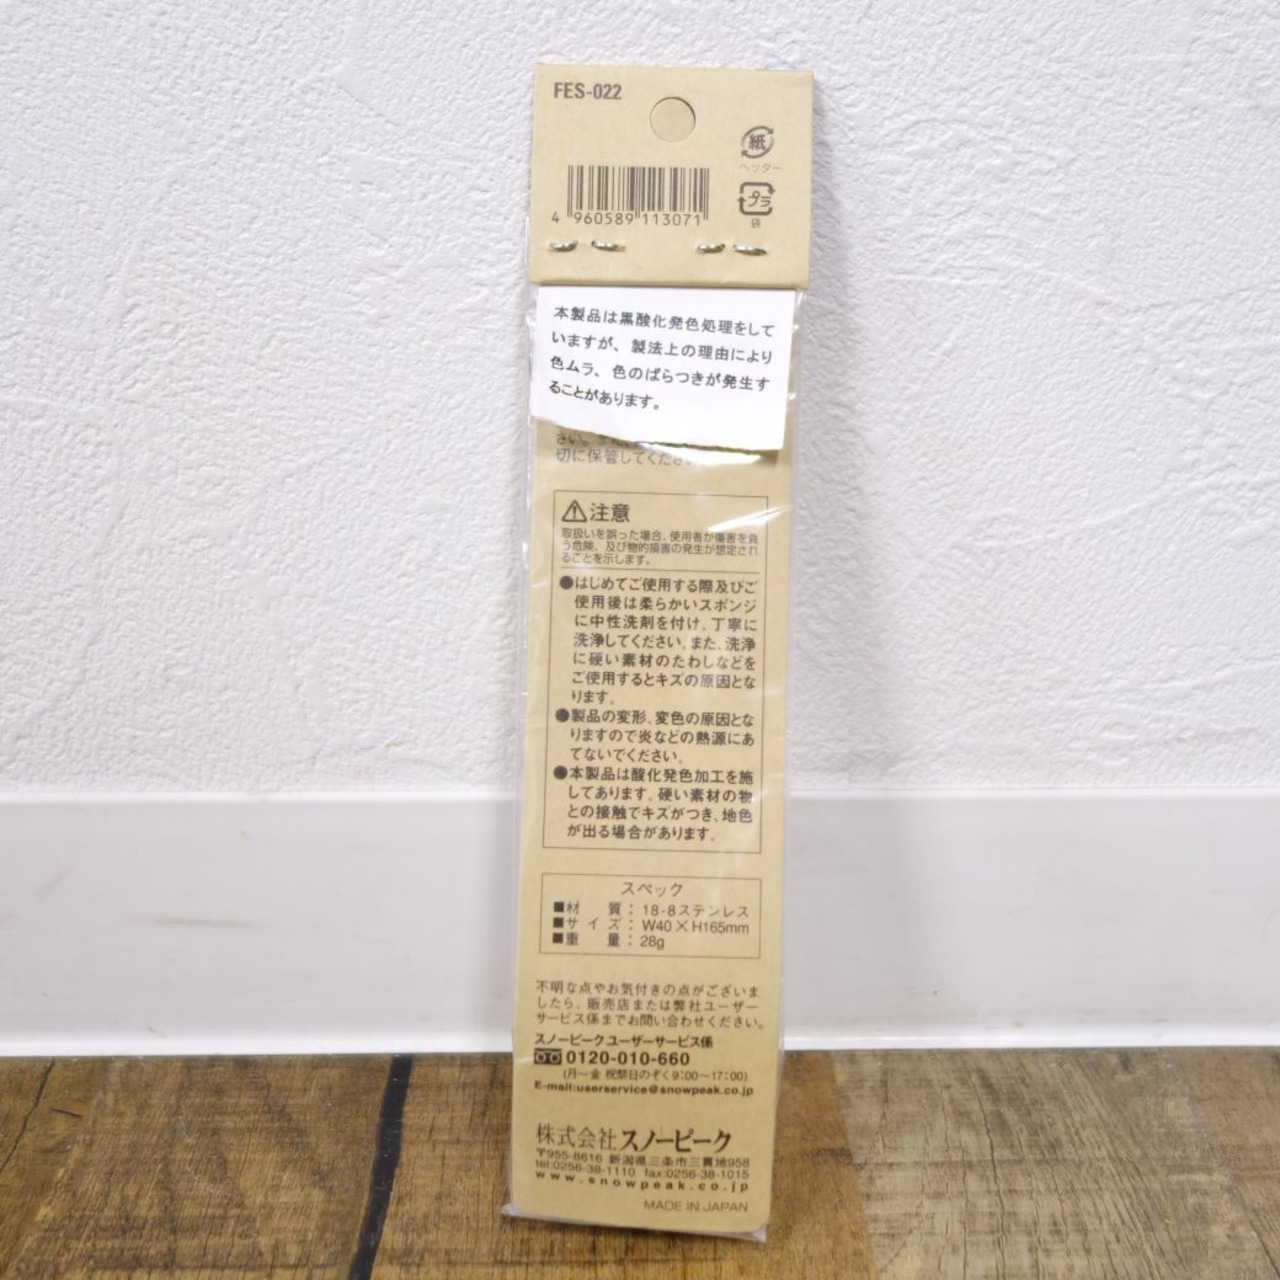 FES-022
紙
ヘッダー
プラ
袋
4 960589 113071
本製品は黒酸化発色処理をして
いますが、製法上の理由により
色ムラ、色のばらつきが発生す
ることがあります。
さい。また
切に保管してください。
注意
取扱いを誤った場合、使用者が傷害を負
う危険、及び物的損害の発生が想定され
ることを示します。
●はじめてご使用する際及びご
使用後は柔らかいスポンジ
に中性洗剤を付け、丁寧に
洗浄してください。また、洗浄
に硬い素材のたわしなどを
ご使用するとキズの原因とな
ります。
●製品の変形、変色の原因とな
りますので炎などの熱源にあ
てないでください。
●本製品は酸化発色加工を施
してあります。硬い素材の物
との接触でキズがつき、地色
が出る場合があります。
スペック
■材 質：18-8ステンレス
■サイズ：W40×H165mm
■重 量：28g
不明な点やお気付きの点がございま
したら、販売店または弊社ユーザー
サービス係までお問い合わせください。
スノーピークユーザーサービス係
0120-010-660
(月〜金 祝祭日のぞく9:00〜17:00)
E-mail:userservice@snowpeak.co.jp
株式会社スノーピーク
〒955-8616 新潟県三条市三貫地958
tel:0256-38-1110 fax:0256-38-1015
www.snowpeak.co.jp
MADE IN JAPAN